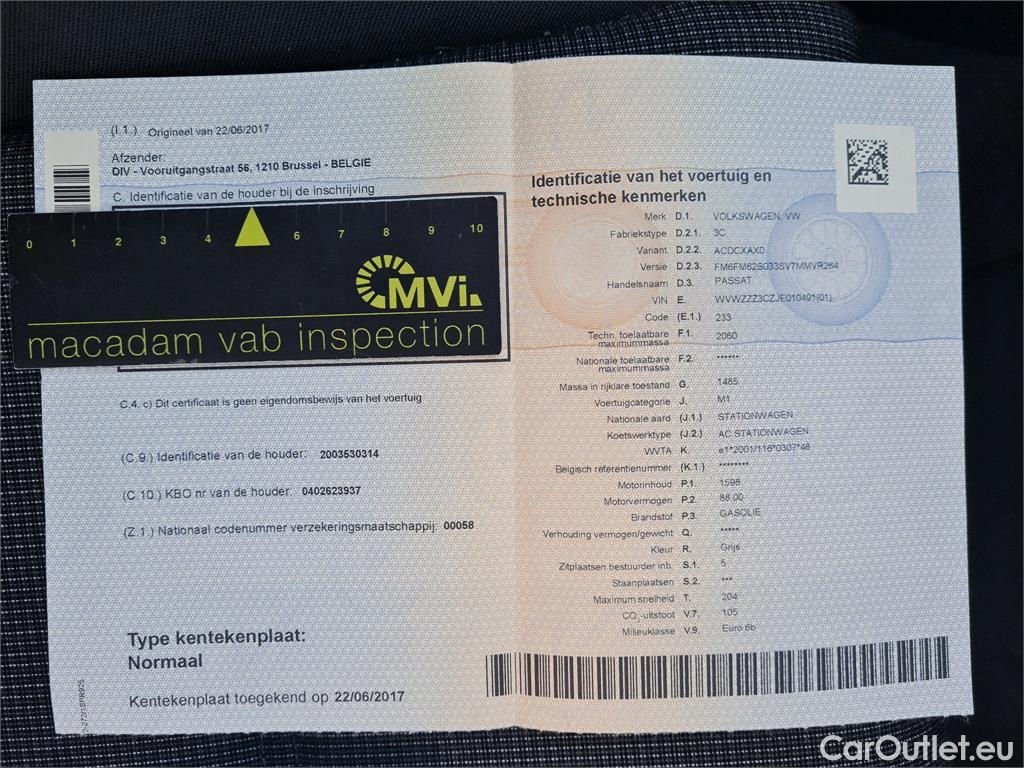 (I.1.) Origineel van 22/06/2017
Afzender:
DIV - Vooruitgangstraat 56, 1210 Brussel - BELGIE
C. Identificatie van de houder bij de inschrijving
0 1 2 3 4 6 7 8 9 10
MVi.
macadam vab inspection
C.4. c) Dit certificaat is geen eigendomsbewijs van het voertuig
(C.9.) Identificatie van de houder: 2003530314
(C.10.) KBO nr van de houder: 0402623937
(Z.1.) Nationaal codenummer verzekeringsmaatschappij: 00058
Type kentekenplaat:
Normaal
Kentekenplaat toegekend op 22/06/2017
Identificatie van het voertuig en
technische kenmerken
Merk D.1. VOLKSWAGEN, VW
Fabriekstype D.2.1. 3C
Variant D.2.2. ACDCXAX0
Versie D.2.3. FM6FM62S033SV7MMVR264
Handelsnaam D.3. PASSAT
VIN E. WVWZZZ3CZJE010491(01)
Code (E.1.) 233
Techn. toelaatbare
maximummassa F.1. 2060
Nationale toelaatbare
maximummassa F.2. ******
Massa in rijklare toestand G. 1485
Voertuigcategorie J. M1
Nationale aard (J.1.) STATIONWAGEN
Koetswerktype (J.2.) AC STATIONWAGEN
WVTA K. e1*2001/116*0307*48
Belgisch referentienummer (K.1.) ********
Motorinhoud P.1. 1598
Motorvermogen P.2. 88,00
Brandstof P.3. GASOLIE
Verhouding vermogen/gewicht Q. *****
Kleur R. Grijs
Zitplaatsen bestuurder inb. S.1. 5
Staanplaatsen S.2. ***
Maximum snelheid T. 204
CO₂-uitstoot V.7. 105
Milieuklasse V.9. Euro 6b
CarOutlet.eu